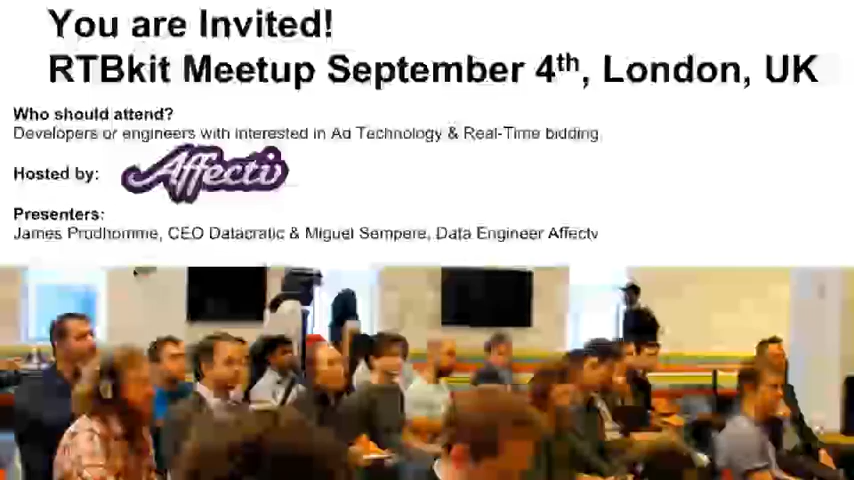 You are Invited!
RTBkit Meetup September 4th, London, UK
Who should attend?
Developers or engineers with interested in Ad Technology & Real-Time bidding
Hosted by: Affectv
Presenters:
James Prudhomme, CEO Datacratic & Miguel Sempere, Data Engineer Affectv